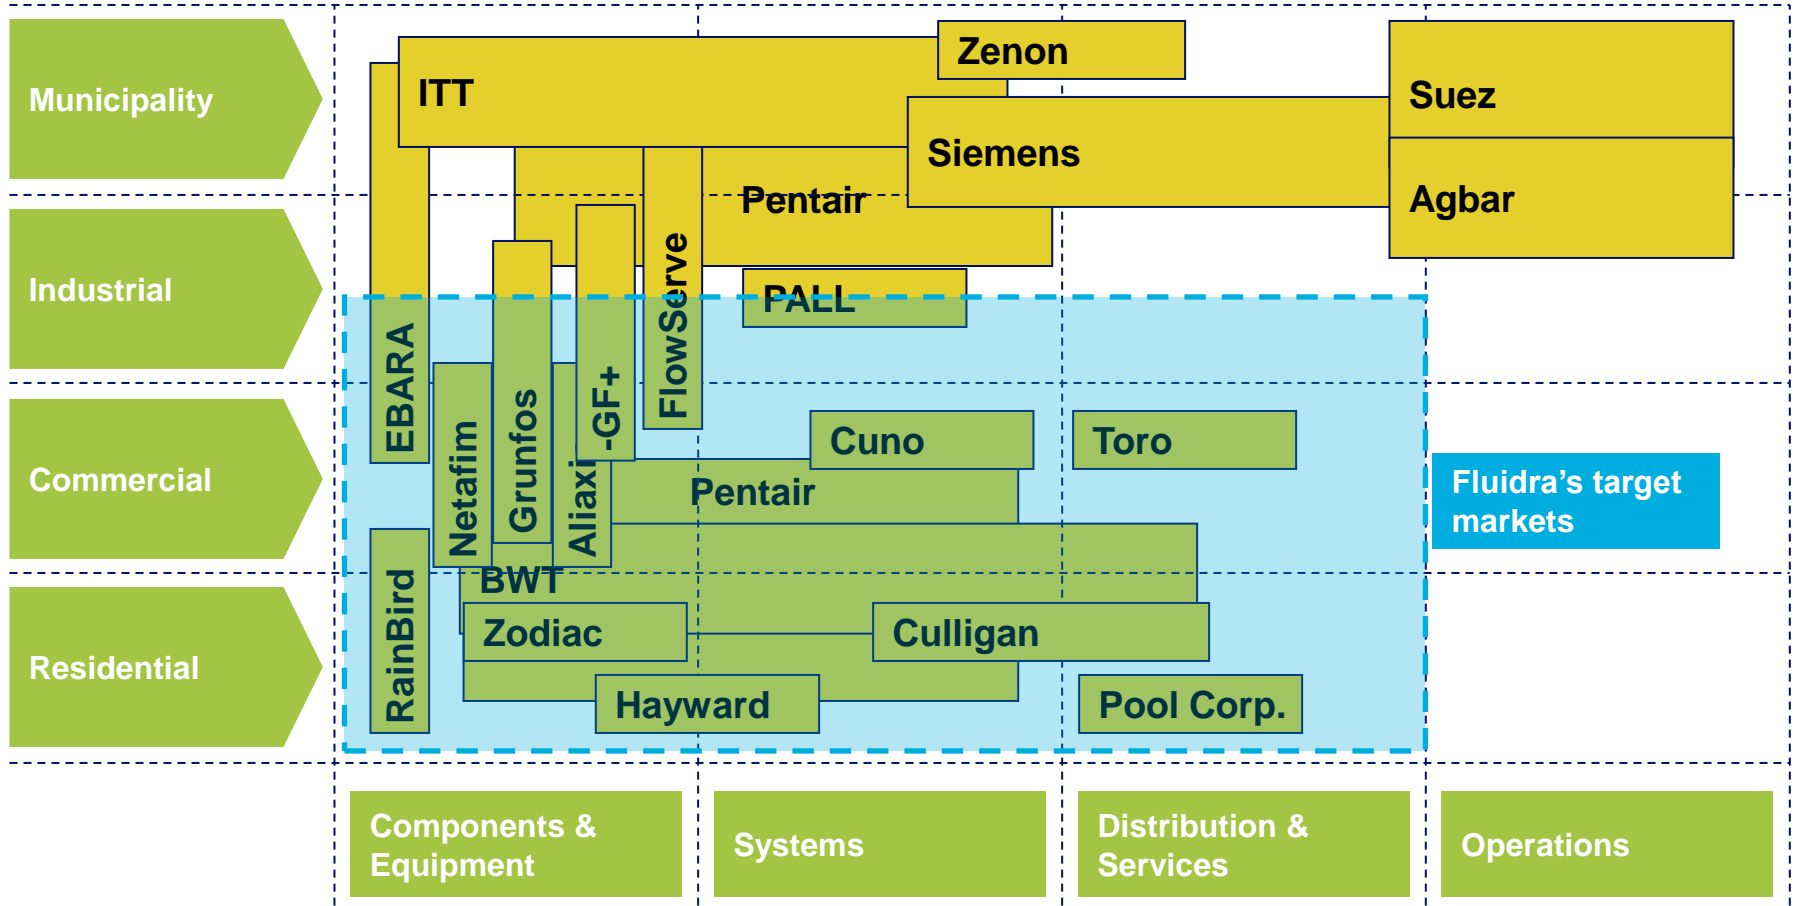 Municipality
ITT
Zenon
Siemens
Suez
Pentair
Agbar
Industrial
PALL
EBARA
Netafim
Grunfos
Aliaxi
-GF+
FlowServe
Commercial
Cuno
Toro
Pentair
Fluidra’s target
markets
BWT
RainBird
Residential
Zodiac
Culligan
Hayward
Pool Corp.
Components &
Equipment
Systems
Distribution &
Services
Operations